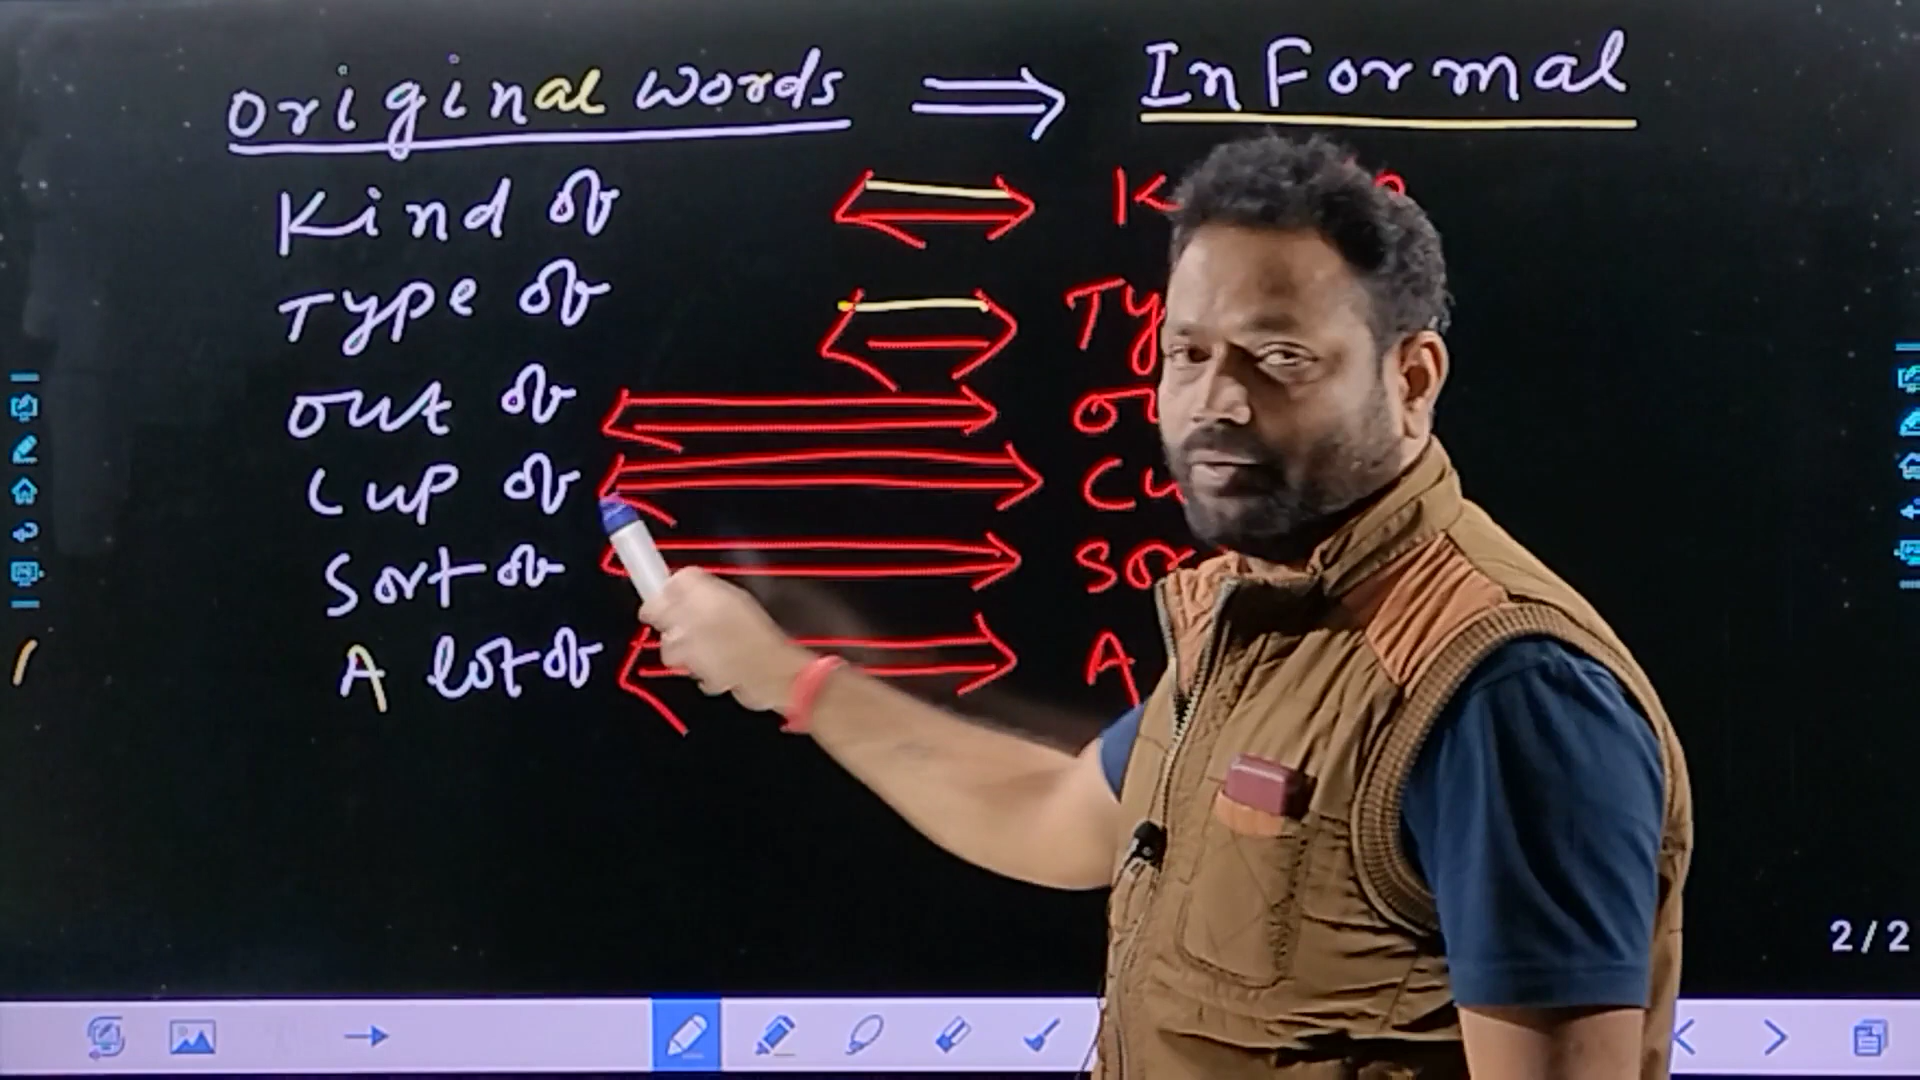 Original words ⇒ Informal
Kind of
Type of
out of
Cup of
Sort of
A lot of A
2/2